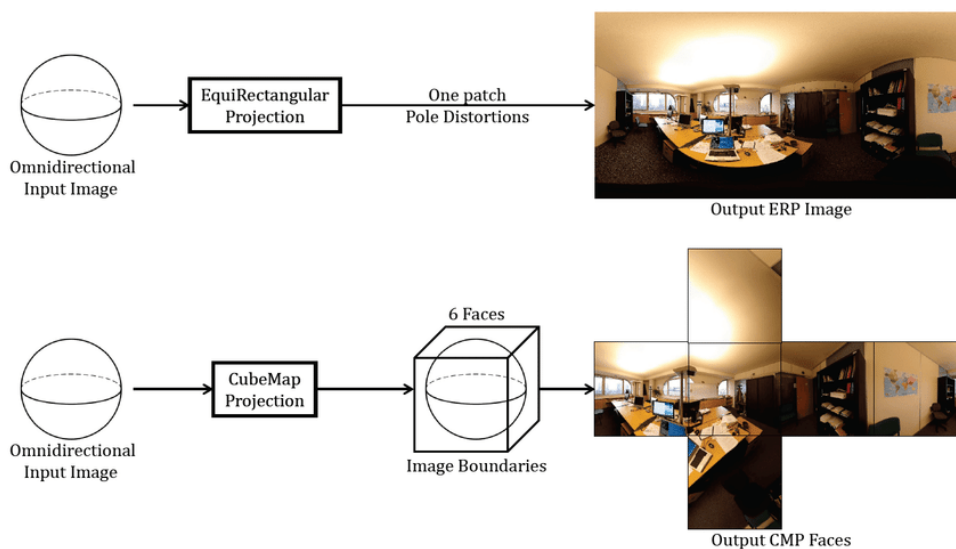 EquiRectangular
Projection
One patch
Pole Distortions
Omnidirectional
Input Image
Output ERP Image
6 Faces
CubeMap
Projection
Omnidirectional
Input Image
Image Boundaries
Output CMP Faces